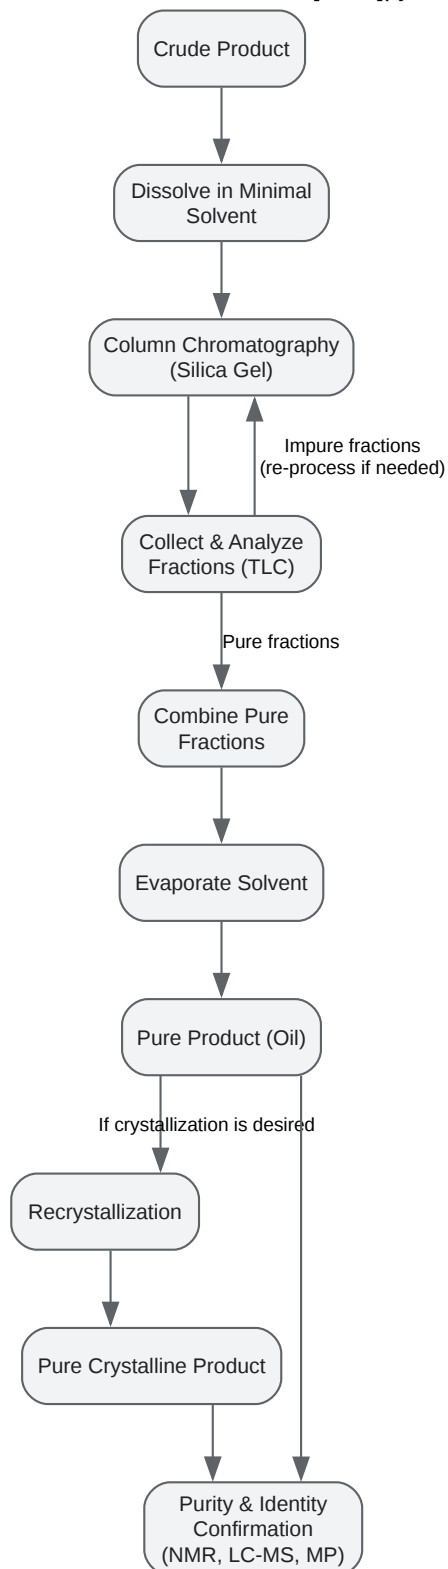 Crude Product
Dissolve in Minimal
Solvent
Column Chromatography
(Silica Gel)
Impure fractions
(re-process if needed)
Collect & Analyze
Fractions (TLC)
Pure fractions
Combine Pure
Fractions
Evaporate Solvent
Pure Product (Oil)
If crystallization is desired
Recrystallization
Pure Crystalline Product
Purity & Identity
Confirmation
(NMR, LC-MS, MP)